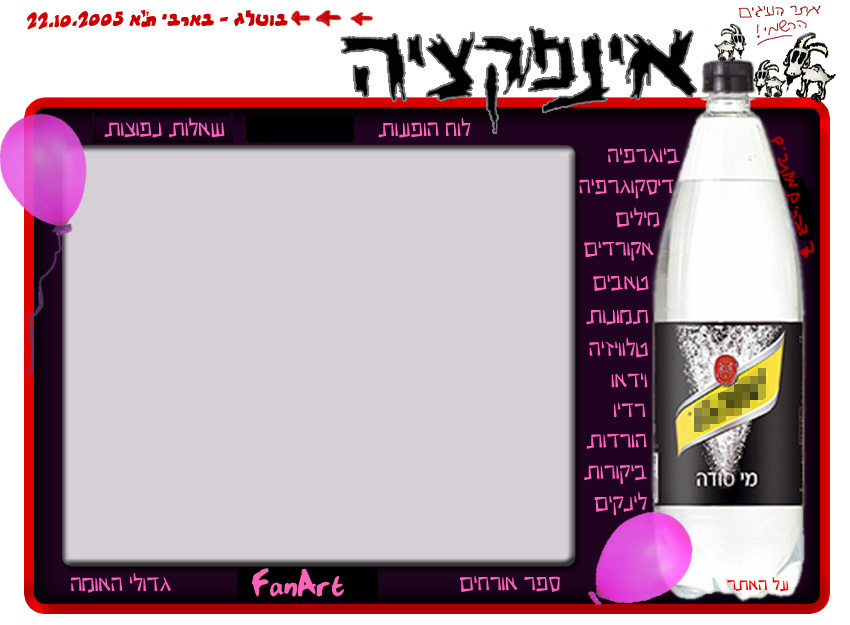 22.10.2005 בוטלג - בארבי ת"א
אתר העיזים
הרשמי!
אינפקציה
לוח הופעות
שאלות נפוצות
ביוגרפיה
דיסקוגרפיה
מילים
אקורדים
טאבים
תמונות
טלוויזיה
וידאו
רדיו
הורדות
ביקורות
לינקים
מי סודה
ספר אורחים
FanArt
גדולי האומה
על האתר